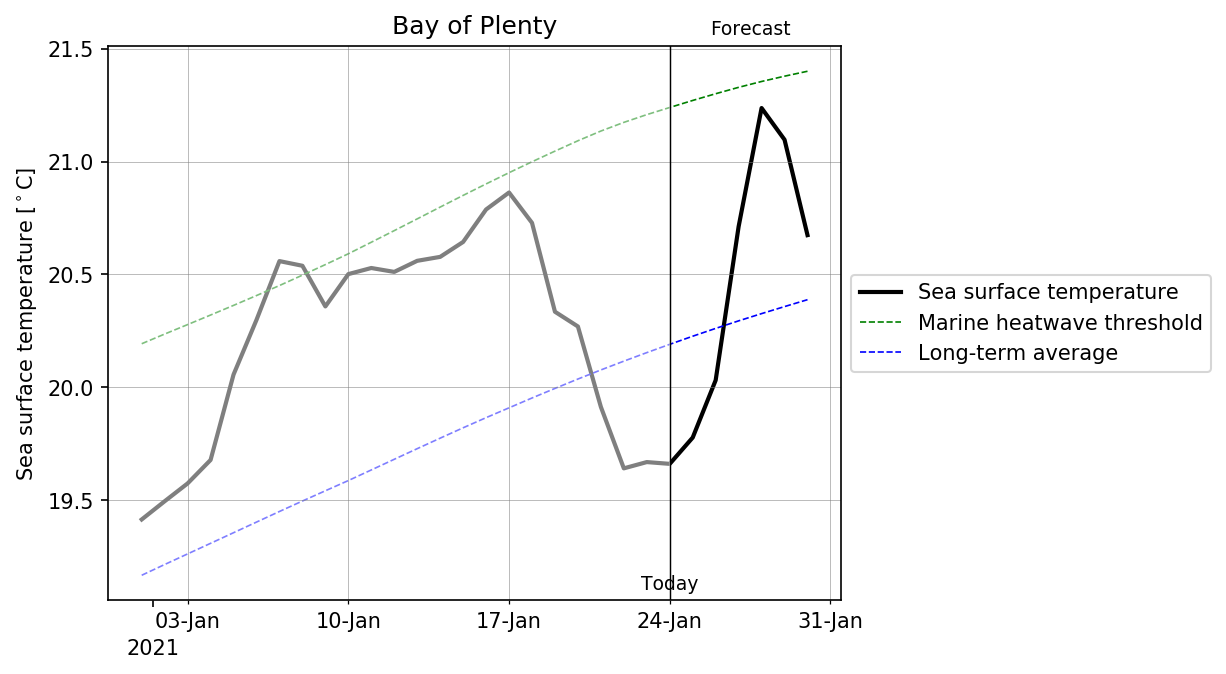 Bay of Plenty
Forecast
21.5
21.0
20.5
20.0
19.5
Sea surface temperature [°C]
Today
03-Jan 10-Jan 17-Jan 24-Jan 31-Jan
2021
Sea surface temperature
Marine heatwave threshold
Long-term average